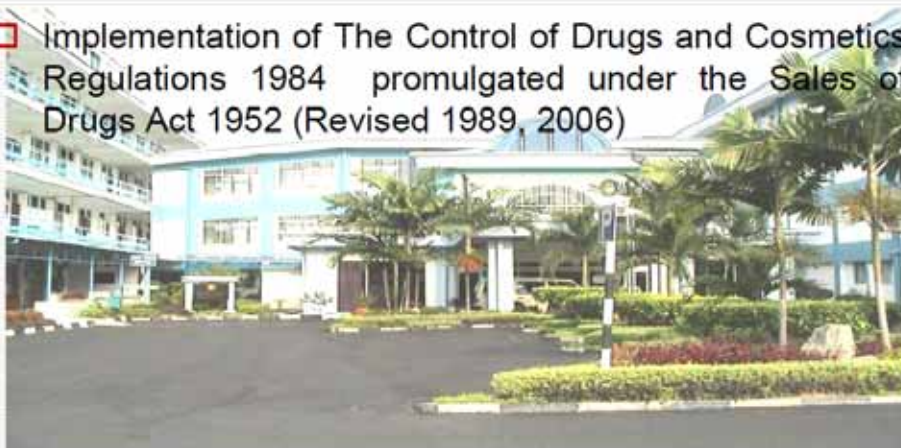 Implementation of The Control of Drugs and Cosmetics
Regulations 1984 promulgated under the Sales of
Drugs Act 1952 (Revised 1989, 2006)